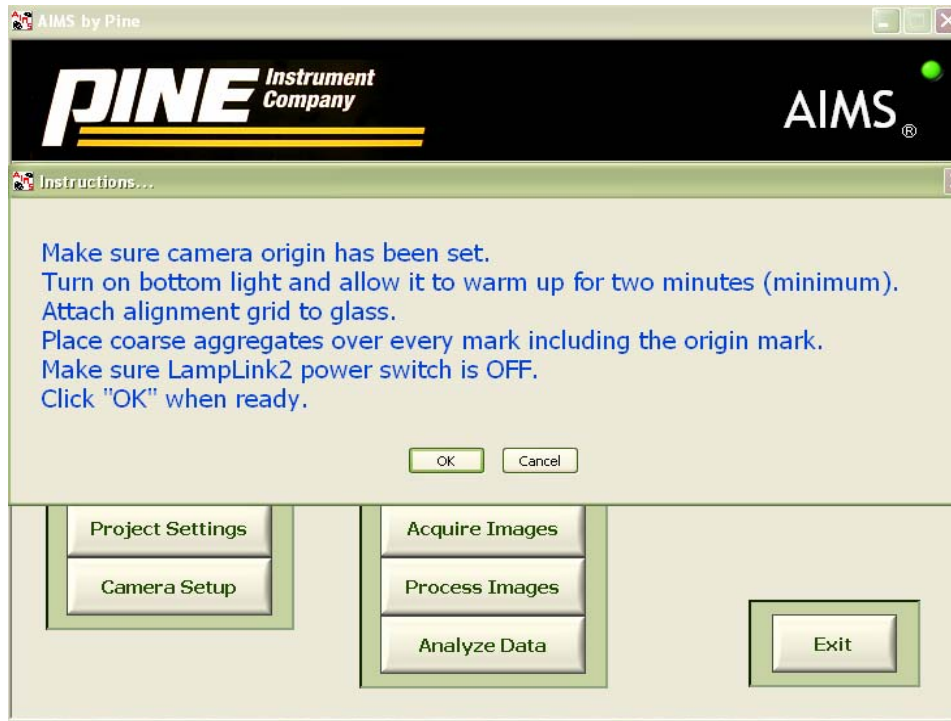 AIMS by Pine
PINE Instrument
Company
AIMS®
Instructions...
Make sure camera origin has been set.
Turn on bottom light and allow it to warm up for two minutes (minimum).
Attach alignment grid to glass.
Place coarse aggregates over every mark including the origin mark.
Make sure LampLink2 power switch is OFF.
Click "OK" when ready.
OK Cancel
Project Settings
Camera Setup
Acquire Images
Process Images
Analyze Data
Exit